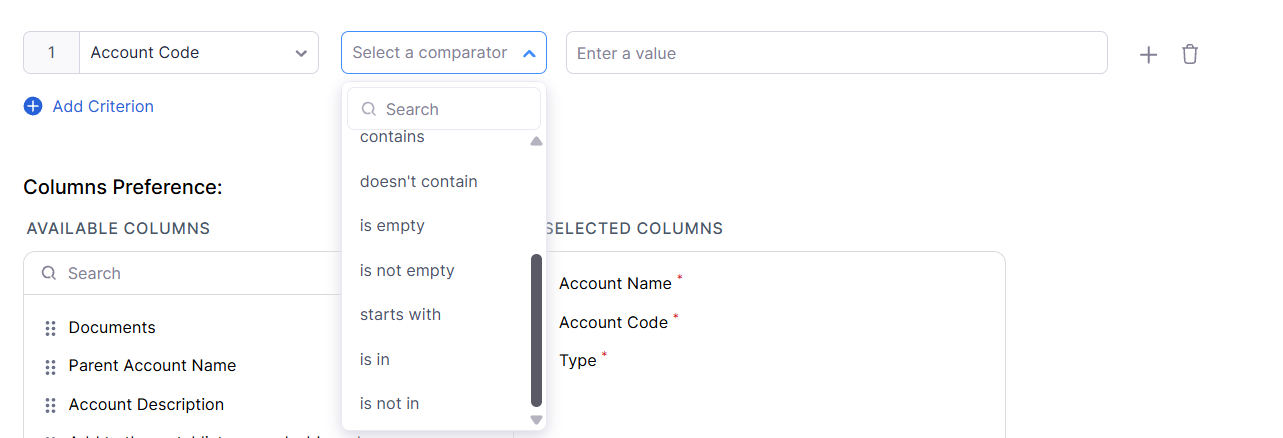 1 Account Code Select a comparator Enter a value
Add Criterion
Search
contains
doesn't contain
is empty
is not empty
starts with
is in
is not in
Columns Preference:
AVAILABLE COLUMNS
Search
Documents
Parent Account Name
Account Description
SELECTED COLUMNS
Account Name *
Account Code *
Type *